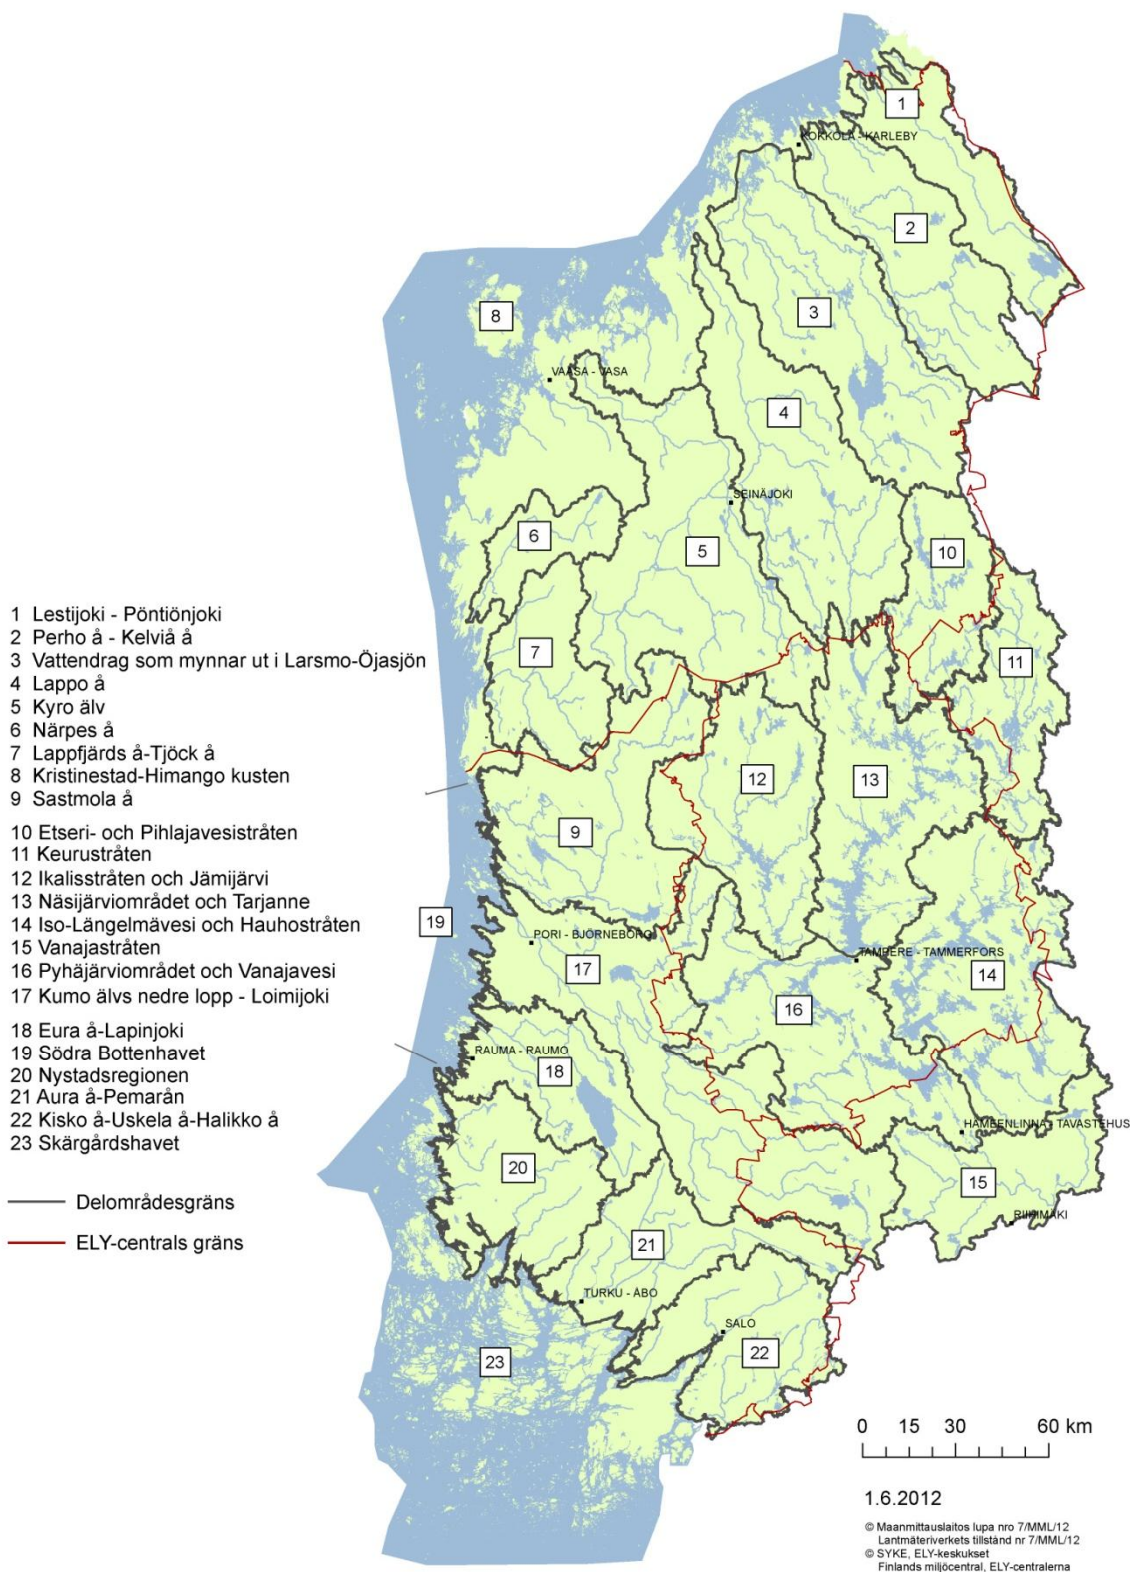 1
KOKKOLA - KARLEBY
2
3
8
VAASA - VASA
4
SEINÄJOKI
6
5
10
7
11
12
13
9
19
PORI - BJÖRNEBORG
17
TAMPERE - TAMMERFORS
14
16
RAUMA - RAUMO
18
HÄMEENLINNA - TAVASTEHUS
20
15
RIIHIMÄKI
21
TURKU - ÅBO
SALO
22
23
1 Lestijoki - Pöntiönjoki
2 Perho å - Kelviå å
3 Vattendrag som mynnar ut i Larsmo-Öjasjön
4 Lappo å
5 Kyro älv
6 Närpes å
7 Lappfjärds å-Tjöck å
8 Kristinestad-Himango kusten
9 Sastmola å
10 Etseri- och Pihlajavesistråten
11 Keurustråten
12 Ikalisstråten och Jämijärvi
13 Näsijärviområdet och Tarjanne
14 Iso-Längelmävesi och Hauhostråten
15 Vanajastråten
16 Pyhäjärviområdet och Vanajavesi
17 Kumo älvs nedre lopp - Loimijoki
18 Eura å-Lapinjoki
19 Södra Bottenhavet
20 Nystadsregionen
21 Aura å-Pemarån
22 Kisko å-Uskela å-Halikko å
23 Skärgårdshavet
Delområdesgräns
ELY-centrals gräns
0 15 30 60 km
1.6.2012
© Maanmittauslaitos lupa nro 7/MML/12
Lantmäteriverkets tillstånd nr 7/MML/12
© SYKE, ELY-keskukset
Finlands miljöcentral, ELY-centralerna